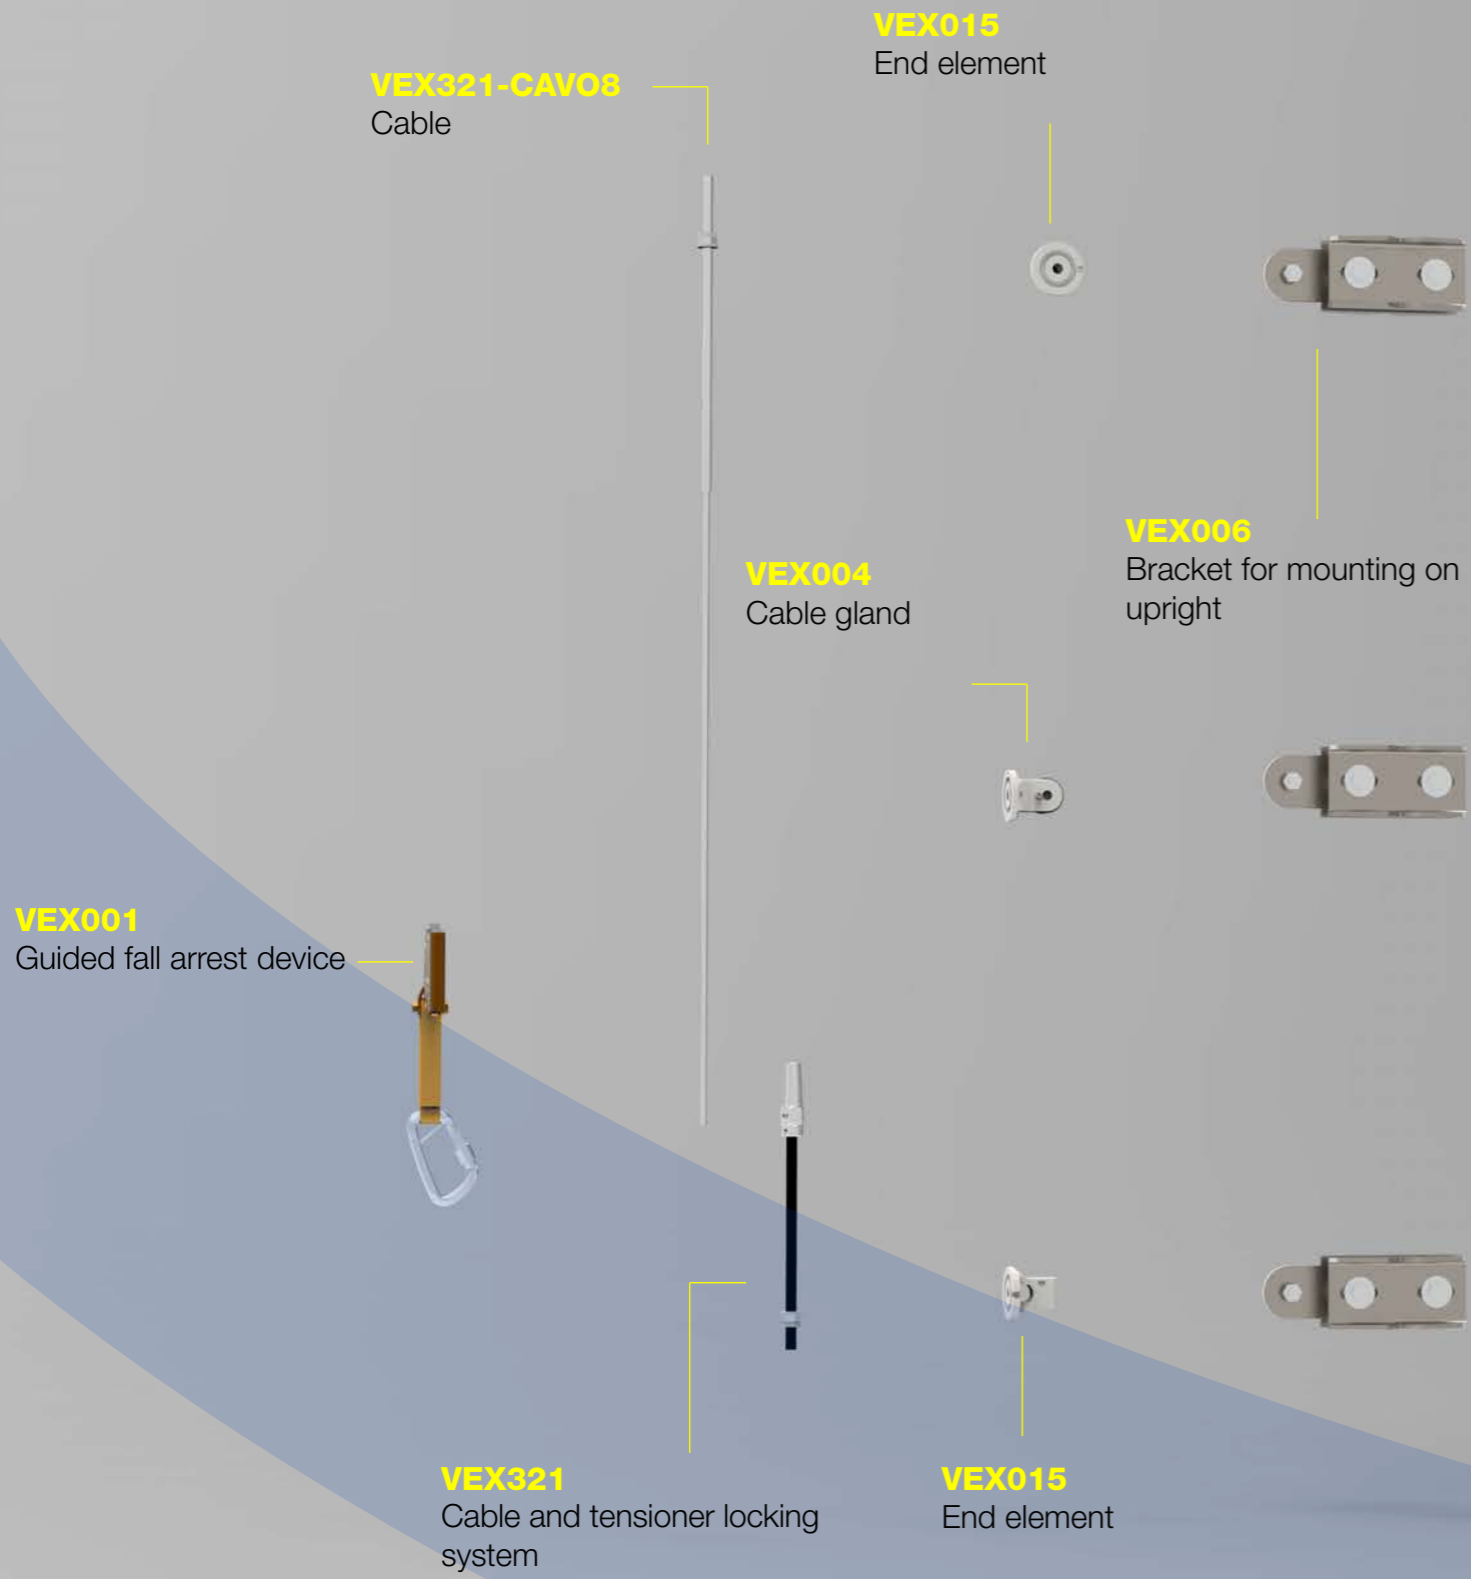 VEX015
End element
VEX321-CAVO8
Cable
VEX006
Bracket for mounting on
upright
VEX004
Cable gland
VEX001
Guided fall arrest device
VEX321
Cable and tensioner locking
system
VEX015
End element